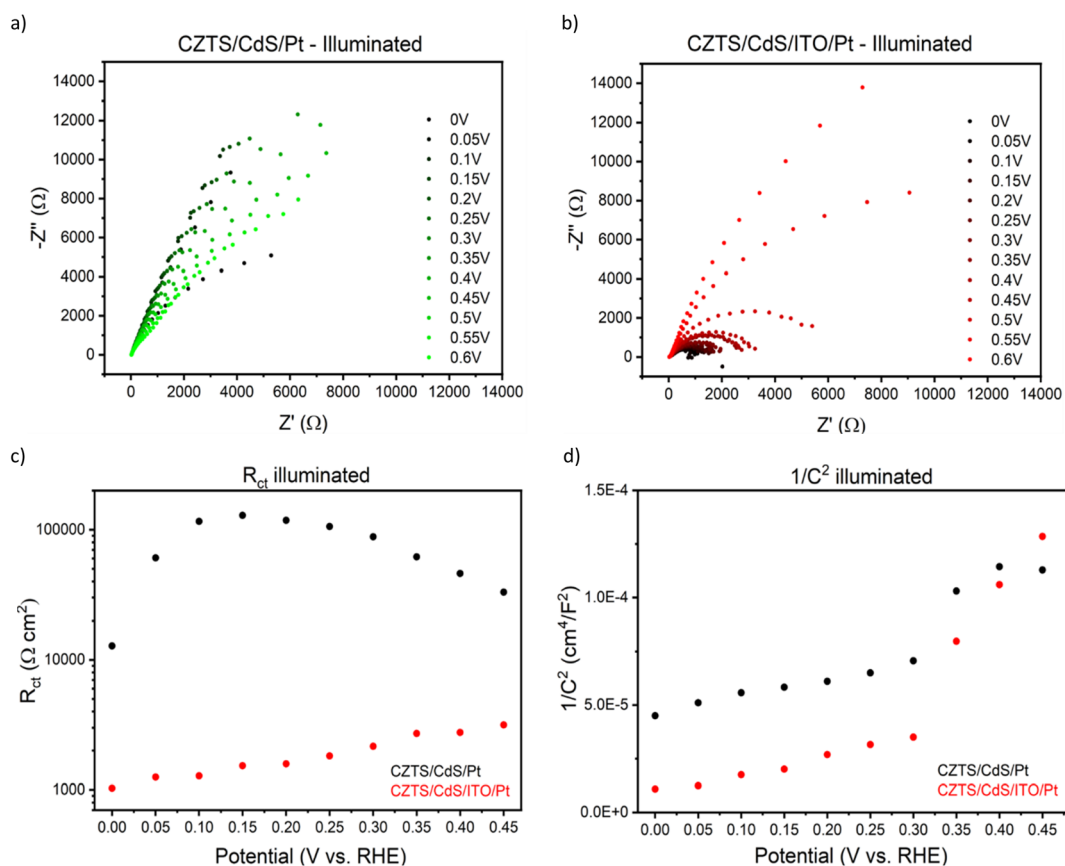 a)
CZTS/CdS/Pt - Illuminated
14000
12000
10000
8000
6000
4000
2000
0
-Z" (Ω)
0V
0.05V
0.1V
0.15V
0.2V
0.25V
0.3V
0.35V
0.4V
0.45V
0.5V
0.55V
0.6V
0 2000 4000 6000 8000 10000 12000 14000
Z' (Ω)
b)
CZTS/CdS/ITO/Pt - Illuminated
14000
12000
10000
8000
6000
4000
2000
0
-Z" (Ω)
0V
0.05V
0.1V
0.15V
0.2V
0.25V
0.3V
0.35V
0.4V
0.45V
0.5V
0.55V
0.6V
0 2000 4000 6000 8000 10000 12000 14000
Z' (Ω)
c)
Rct illuminated
100000
10000
1000
Rct (Ω cm²)
CZTS/CdS/Pt
CZTS/CdS/ITO/Pt
0.00 0.05 0.10 0.15 0.20 0.25 0.30 0.35 0.40 0.45
Potential (V vs. RHE)
d)
1/C² illuminated
1.5E-4
1.0E-4
5.0E-5
0.0E+0
1/C² (cm⁴/F²)
CZTS/CdS/Pt
CZTS/CdS/ITO/Pt
0.00 0.05 0.10 0.15 0.20 0.25 0.30 0.35 0.40 0.45
Potential (V vs. RHE)